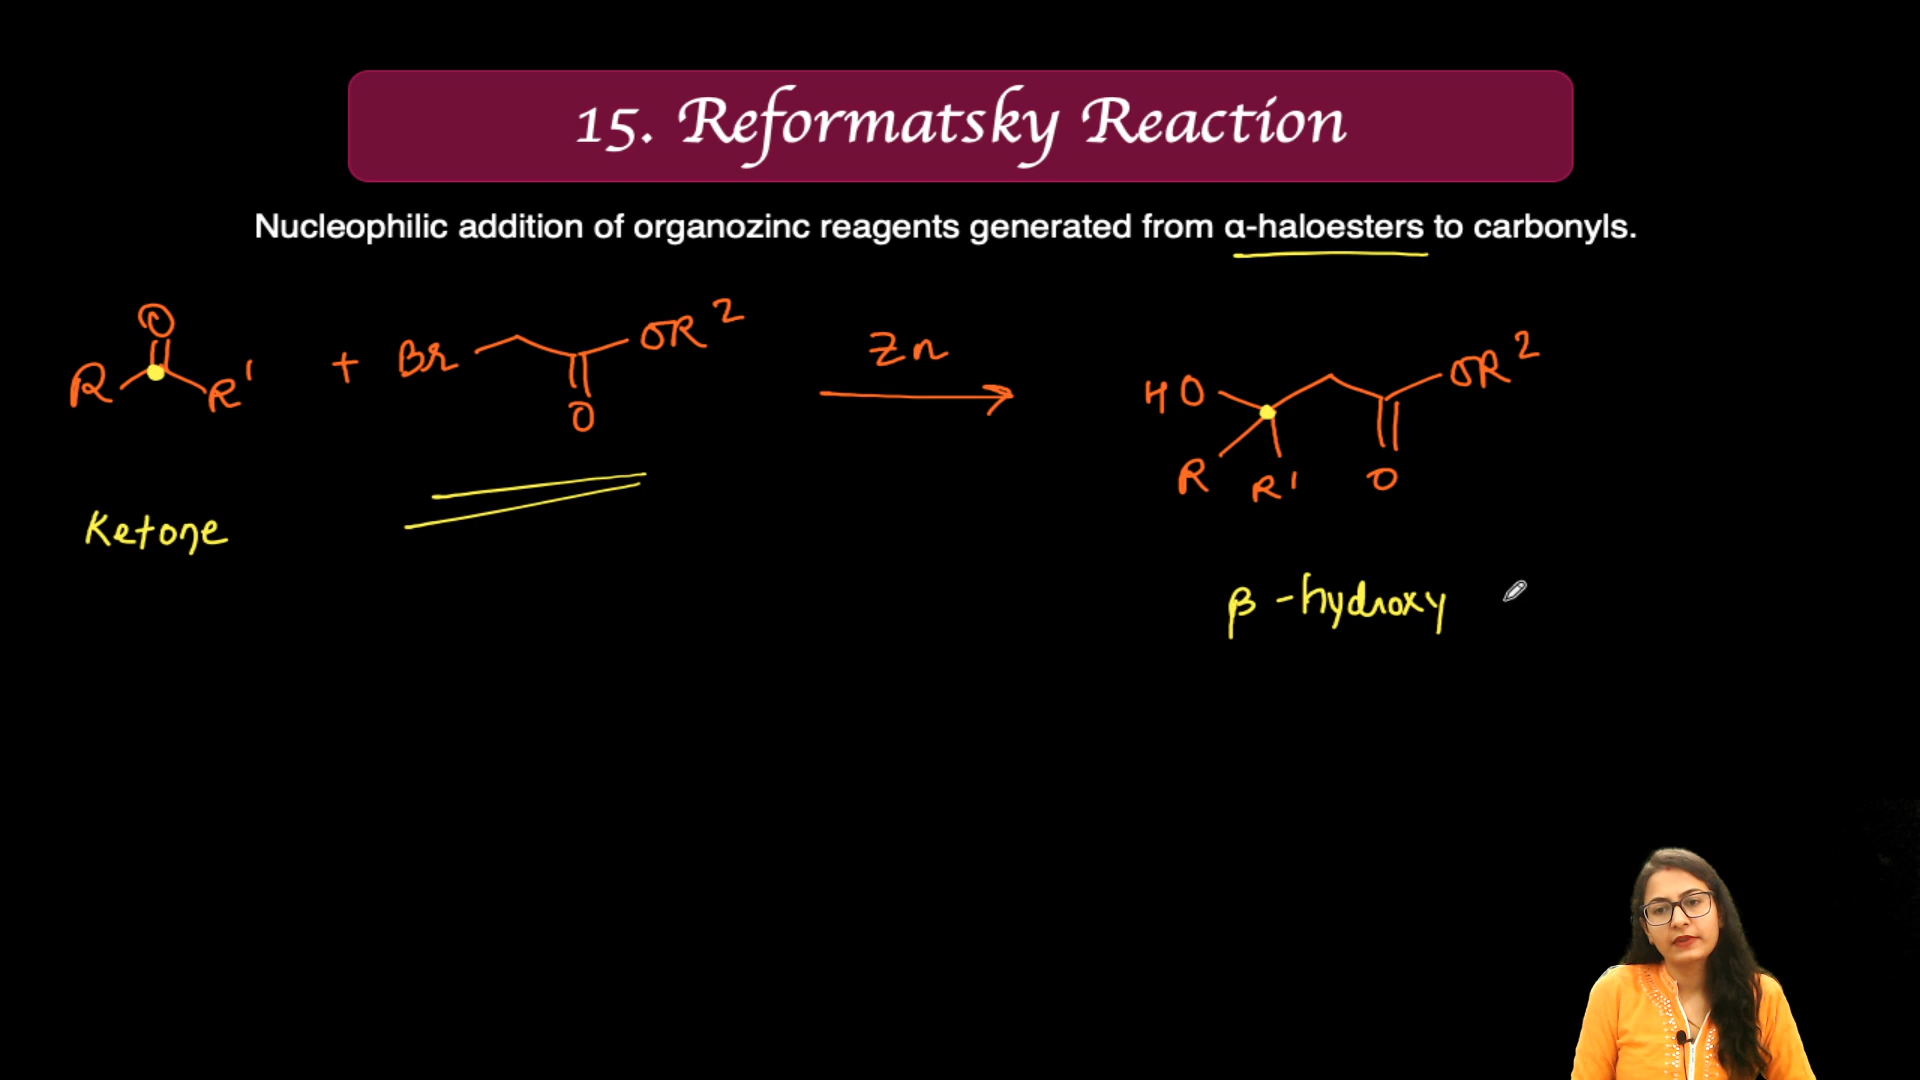 15. Reformatsky Reaction
Nucleophilic addition of organozinc reagents generated from α-haloesters to carbonyls.
O
R R' + Br OR² Zn HO OR²
O
R R' O
Ketone
β-hydroxy